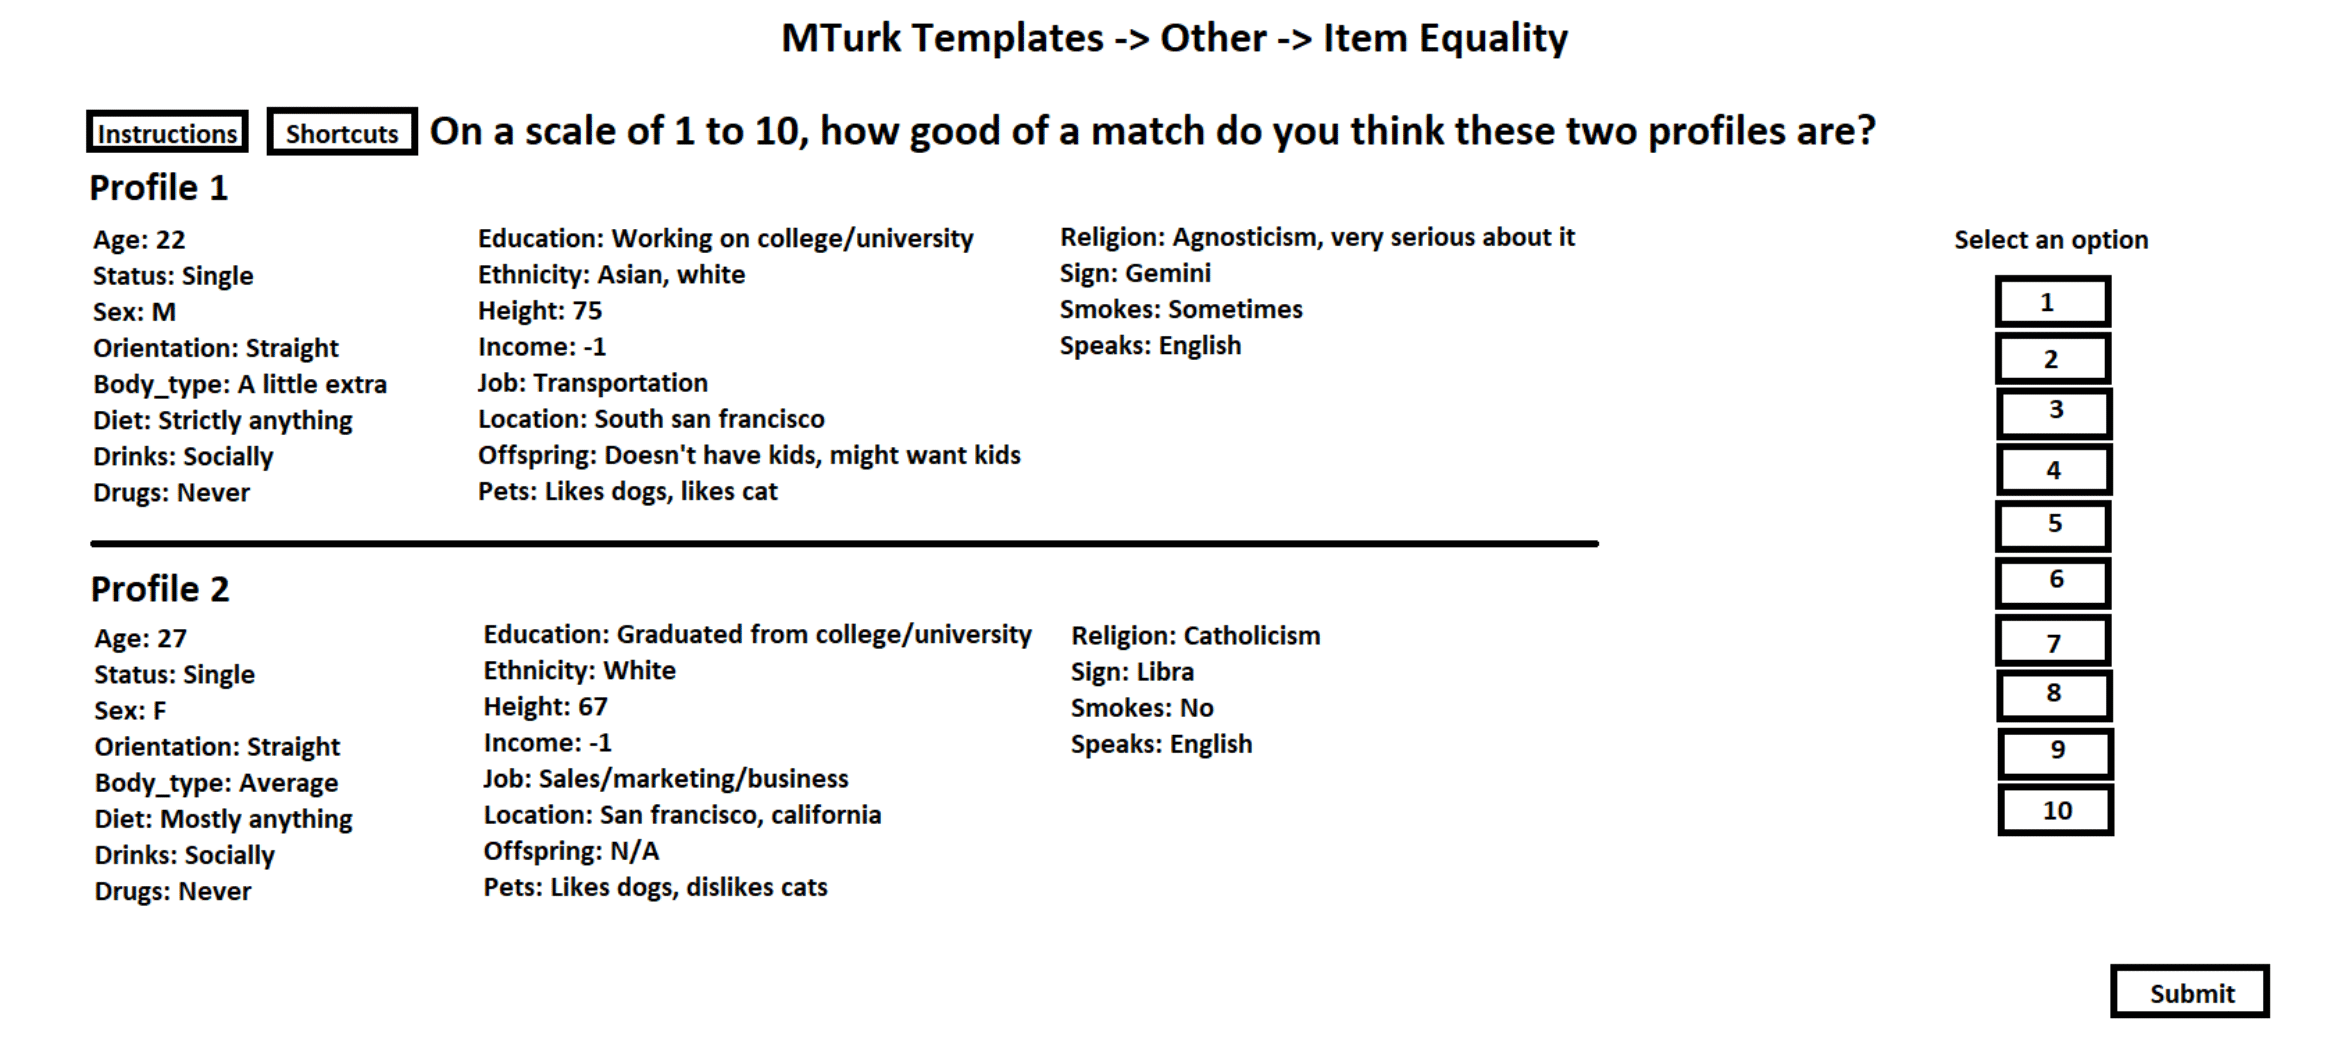 MTurk Templates -> Other -> Item Equality
Instructions
Shortcuts
On a scale of 1 to 10, how good of a match do you think these two profiles are?
Profile 1
Age: 22
Status: Single
Sex: M
Orientation: Straight
Body_type: A little extra
Diet: Strictly anything
Drinks: Socially
Drugs: Never
Education: Working on college/university
Ethnicity: Asian, white
Height: 75
Income: -1
Job: Transportation
Location: South san francisco
Offspring: Doesn't have kids, might want kids
Pets: Likes dogs, likes cat
Religion: Agnosticism, very serious about it
Sign: Gemini
Smokes: Sometimes
Speaks: English
Profile 2
Age: 27
Status: Single
Sex: F
Orientation: Straight
Body_type: Average
Diet: Mostly anything
Drinks: Socially
Drugs: Never
Education: Graduated from college/university
Ethnicity: White
Height: 67
Income: -1
Job: Sales/marketing/business
Location: San francisco, california
Offspring: N/A
Pets: Likes dogs, dislikes cats
Religion: Catholicism
Sign: Libra
Smokes: No
Speaks: English
Select an option
1
2
3
4
5
6
7
8
9
10
Submit